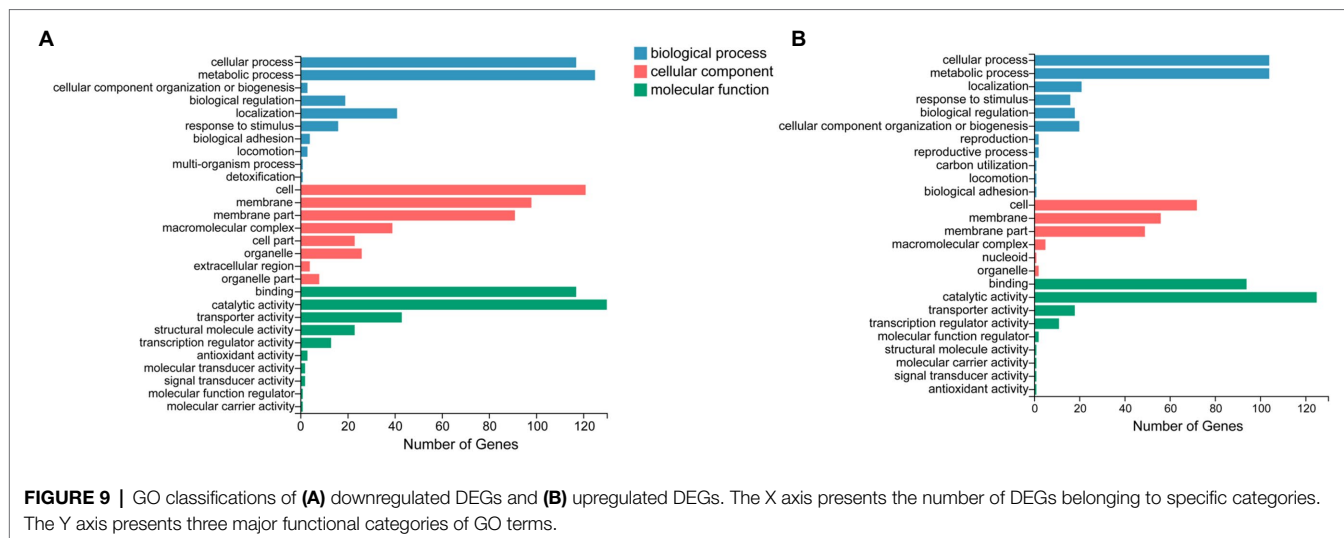 A
cellular process
metabolic process
cellular component organization or biogenesis
biological regulation
localization
response to stimulus
biological adhesion
locomotion
multi-organism process
detoxification
cell
membrane
membrane part
macromolecular complex
cell part
organelle
extracellular region
organelle part
binding
catalytic activity
transporter activity
structural molecule activity
transcription regulator activity
antioxidant activity
molecular transducer activity
signal transducer activity
molecular function regulator
molecular carrier activity
0 20 40 60 80 100 120
Number of Genes
biological process
cellular component
molecular function
B
cellular process
metabolic process
localization
response to stimulus
biological regulation
cellular component organization or biogenesis
reproduction
reproductive process
carbon utilization
locomotion
biological adhesion
cell
membrane
membrane part
macromolecular complex
nucleoid
organelle
binding
catalytic activity
transporter activity
transcription regulator activity
molecular function regulator
structural molecule activity
molecular carrier activity
signal transducer activity
antioxidant activity
0 20 40 60 80 100 120
Number of Genes
FIGURE 9 | GO classifications of (A) downregulated DEGs and (B) upregulated DEGs. The X axis presents the number of DEGs belonging to specific categories.
The Y axis presents three major functional categories of GO terms.